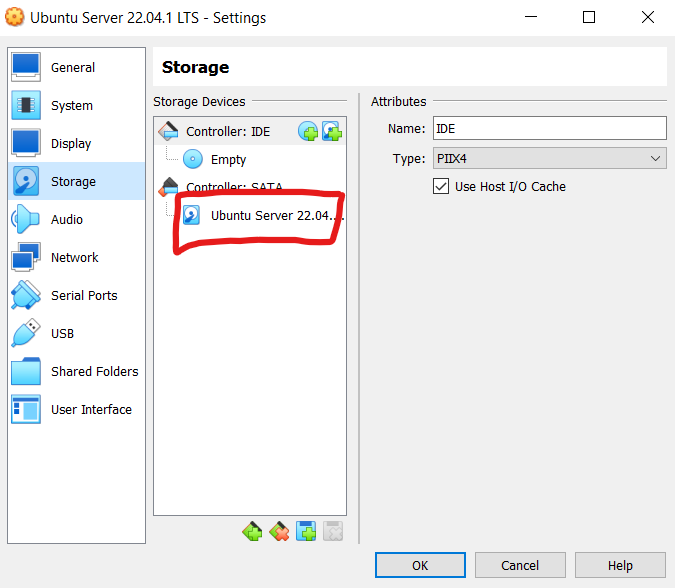 Ubuntu Server 22.04.1 LTS - Settings
General
System
Display
Storage
Audio
Network
Serial Ports
USB
Shared Folders
User Interface
Storage
Storage Devices
Controller: IDE
Empty
Controller: SATA
Ubuntu Server 22.04....
Attributes
Name: IDE
Type: PIIX4
Use Host I/O Cache
OK
Cancel
Help